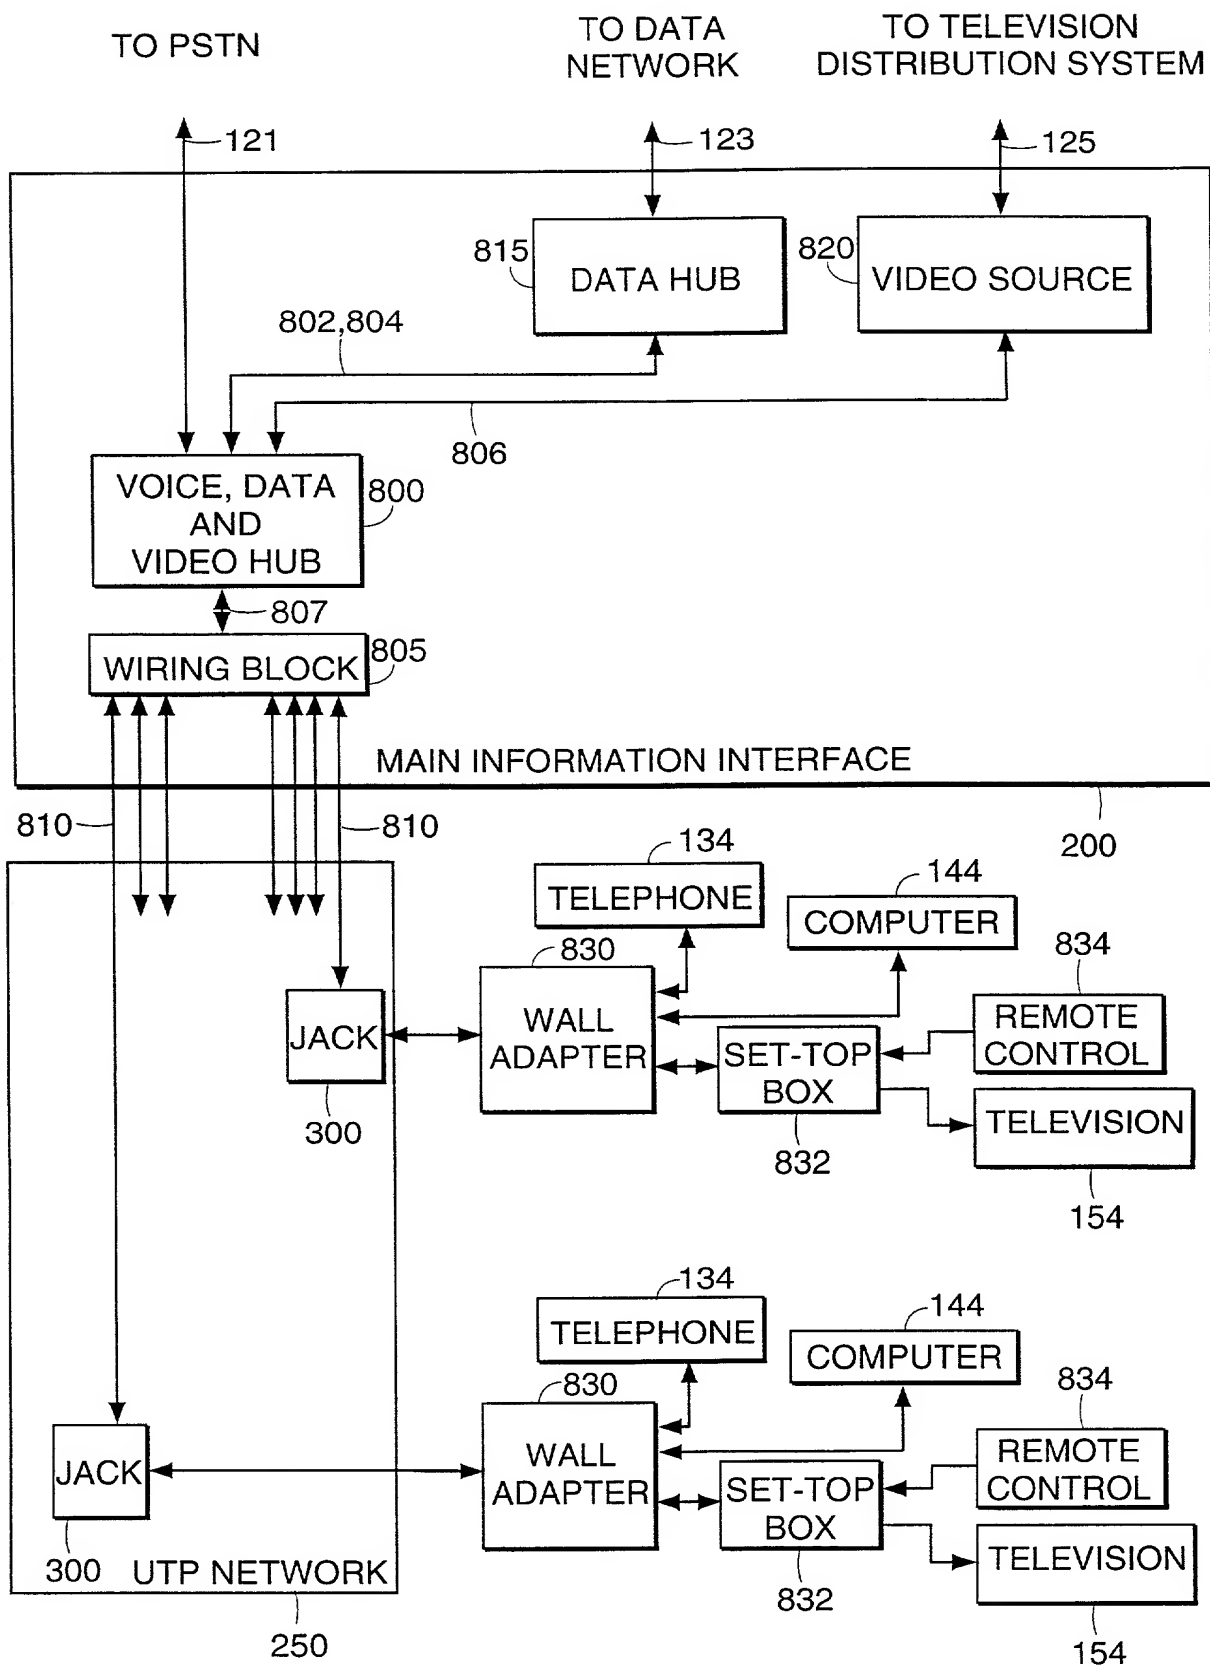 TO PSTN
TO DATA
NETWORK
TO TELEVISION
DISTRIBUTION SYSTEM
121
123
125
815
DATA HUB
820
VIDEO SOURCE
802,804
806
VOICE, DATA
AND
VIDEO HUB
800
807
WIRING BLOCK
805
MAIN INFORMATION INTERFACE
810
810
200
134
TELEPHONE
144
COMPUTER
830
WALL
ADAPTER
834
REMOTE
CONTROL
JACK
300
SET-TOP
BOX
832
TELEVISION
154
134
TELEPHONE
144
COMPUTER
830
WALL
ADAPTER
834
REMOTE
CONTROL
JACK
300
SET-TOP
BOX
832
TELEVISION
154
UTP NETWORK
250